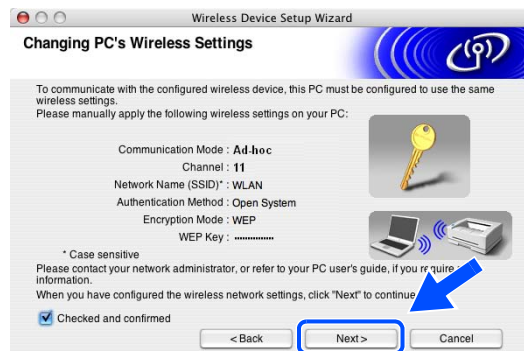 Wireless Device Setup Wizard
Changing PC's Wireless Settings
To communicate with the configured wireless device, this PC must be configured to use the same
wireless settings.
Please manually apply the following wireless settings on your PC:
Communication Mode : Ad-hoc
Channel : 11
Network Name (SSID)* : WLAN
Authentication Method : Open System
Encryption Mode : WEP
WEP Key : ••••••••••••••
* Case sensitive
Please contact your network administrator, or refer to your PC user's guide, if you require
information.
When you have configured the wireless network settings, click "Next" to continue
Checked and confirmed
< Back
Next >
Cancel